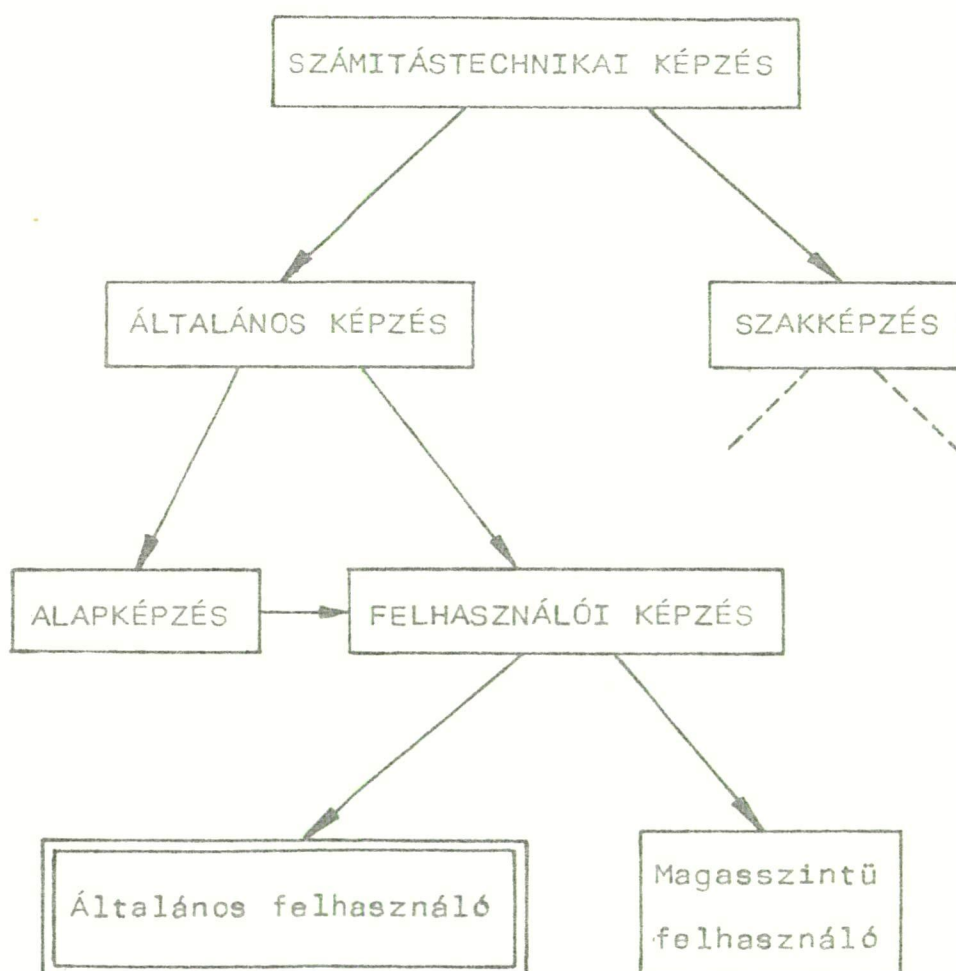 SZÁMITÁSTECHNIKAI KÉPZÉS
ÁLTALÁNOS KÉPZÉS
SZAKKÉPZÉS
ALAPKÉPZÉS
FELHASZNÁLÓI KÉPZÉS
Általános felhasználó
Magasszintü
felhasználó